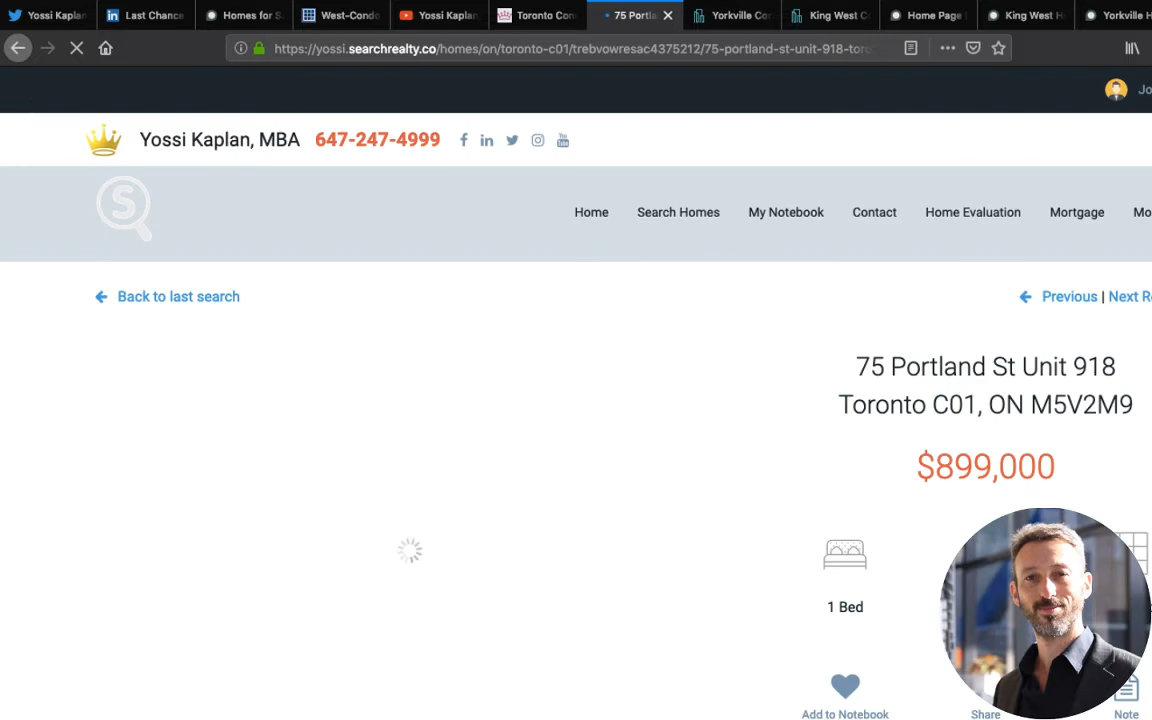 Yossi Kaplan
Last Chance
Homes for S
West-Condo
Yossi Kaplan,
Toronto Con
75 Portla
Yorkville Co
King West C
Home Page
King West H
Yorkville H
https://yossi.searchrealty.co/homes/on/toronto-c01/trebvowresac4375212/75-portland-st-unit-918-toro
Jo
Yossi Kaplan, MBA 647-247-4999
S
Home Search Homes My Notebook Contact Home Evaluation Mortgage Mo
Back to last search
Previous | Next Re
75 Portland St Unit 918
Toronto C01, ON M5V2M9
$899,000
1 Bed
Add to Notebook Share Note